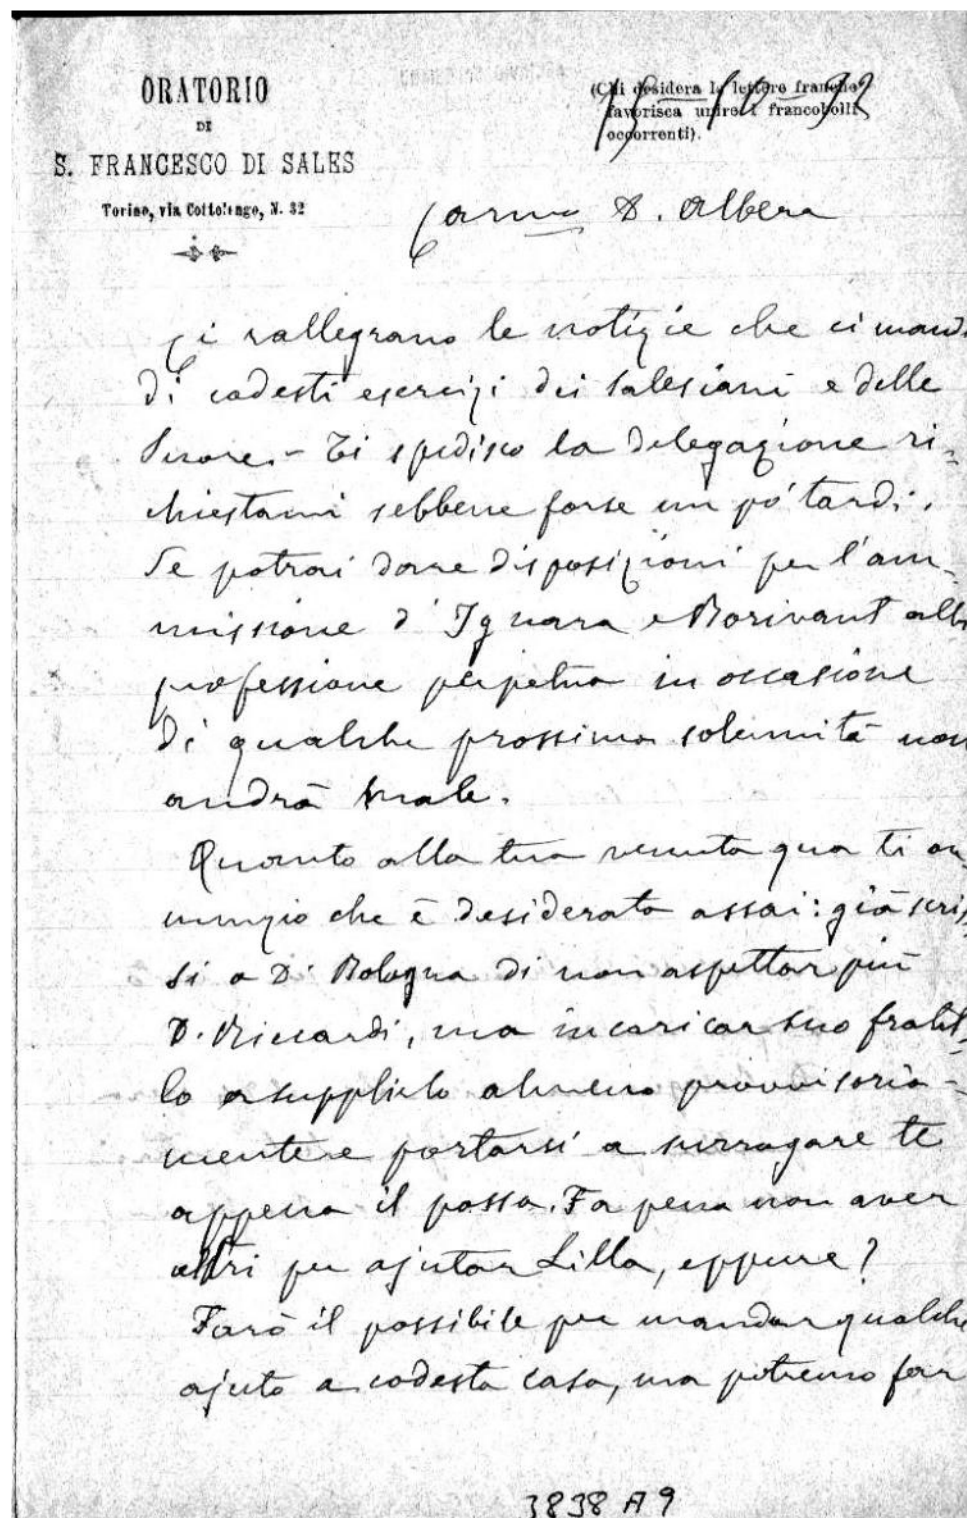 ORATORIO
DI
S. FRANCESCO DI SALES
Torino, via Cottolengo, N. 32
(Chi desidera le lettere franche
favorisca unire i francobolli
occorrenti).
Car.mo D. Albera
Ci rallegrano le notizie che ci mandi
di codesti esercizi dei Salesiani e delle
Suore. - Ti spedisco la delegazione ri-
chiestami sebbene forse un po' tardi.
Se potrai dare disposizioni per l'am-
missione d' Ignara e Morivant alla
professione perpetua in occasione
di qualche prossima solennità non
andrà male.
Quanto alla tua venuta qua ti an-
nunzio che è desiderata assai: già scris-
si a D. Bologna di non aspettar più
D. Riccardi, ma incaricar suo fratel-
lo a supplirlo almeno provvisoria-
mente e portarsi a surrogare te
appena il possa. Fa pena non aver
altri per ajutar Lilla, eppure?
Farò il possibile per mandar qualche
ajuto a codesta casa, ma potremo far
3838 A 9